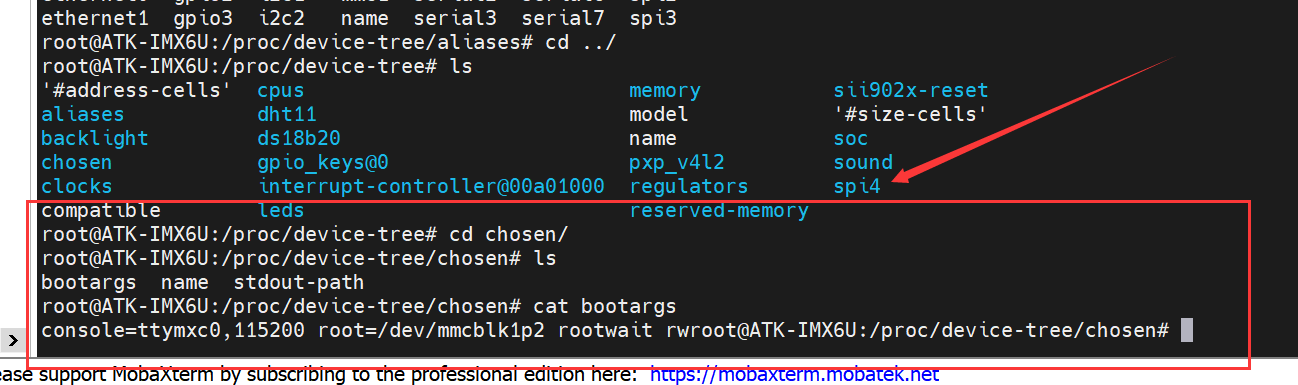 ethernet1 gpio3 i2c2 name serial3 serial7 spi3
root@ATK-IMX6U:/proc/device-tree/aliases# cd ../
root@ATK-IMX6U:/proc/device-tree# ls
'#address-cells' cpus memory sii902x-reset
aliases dht11 model '#size-cells'
backlight ds18b20 name soc
chosen gpio_keys@0 pxp_v4l2 sound
clocks interrupt-controller@00a01000 regulators spi4
compatible leds reserved-memory
root@ATK-IMX6U:/proc/device-tree# cd chosen/
root@ATK-IMX6U:/proc/device-tree/chosen# ls
bootargs name stdout-path
root@ATK-IMX6U:/proc/device-tree/chosen# cat bootargs
console=ttymxc0,115200 root=/dev/mmcblk1p2 rootwait rwroot@ATK-IMX6U:/proc/device-tree/chosen#
ease support MobaXterm by subscribing to the professional edition here: https://mobaxterm.mobatek.net